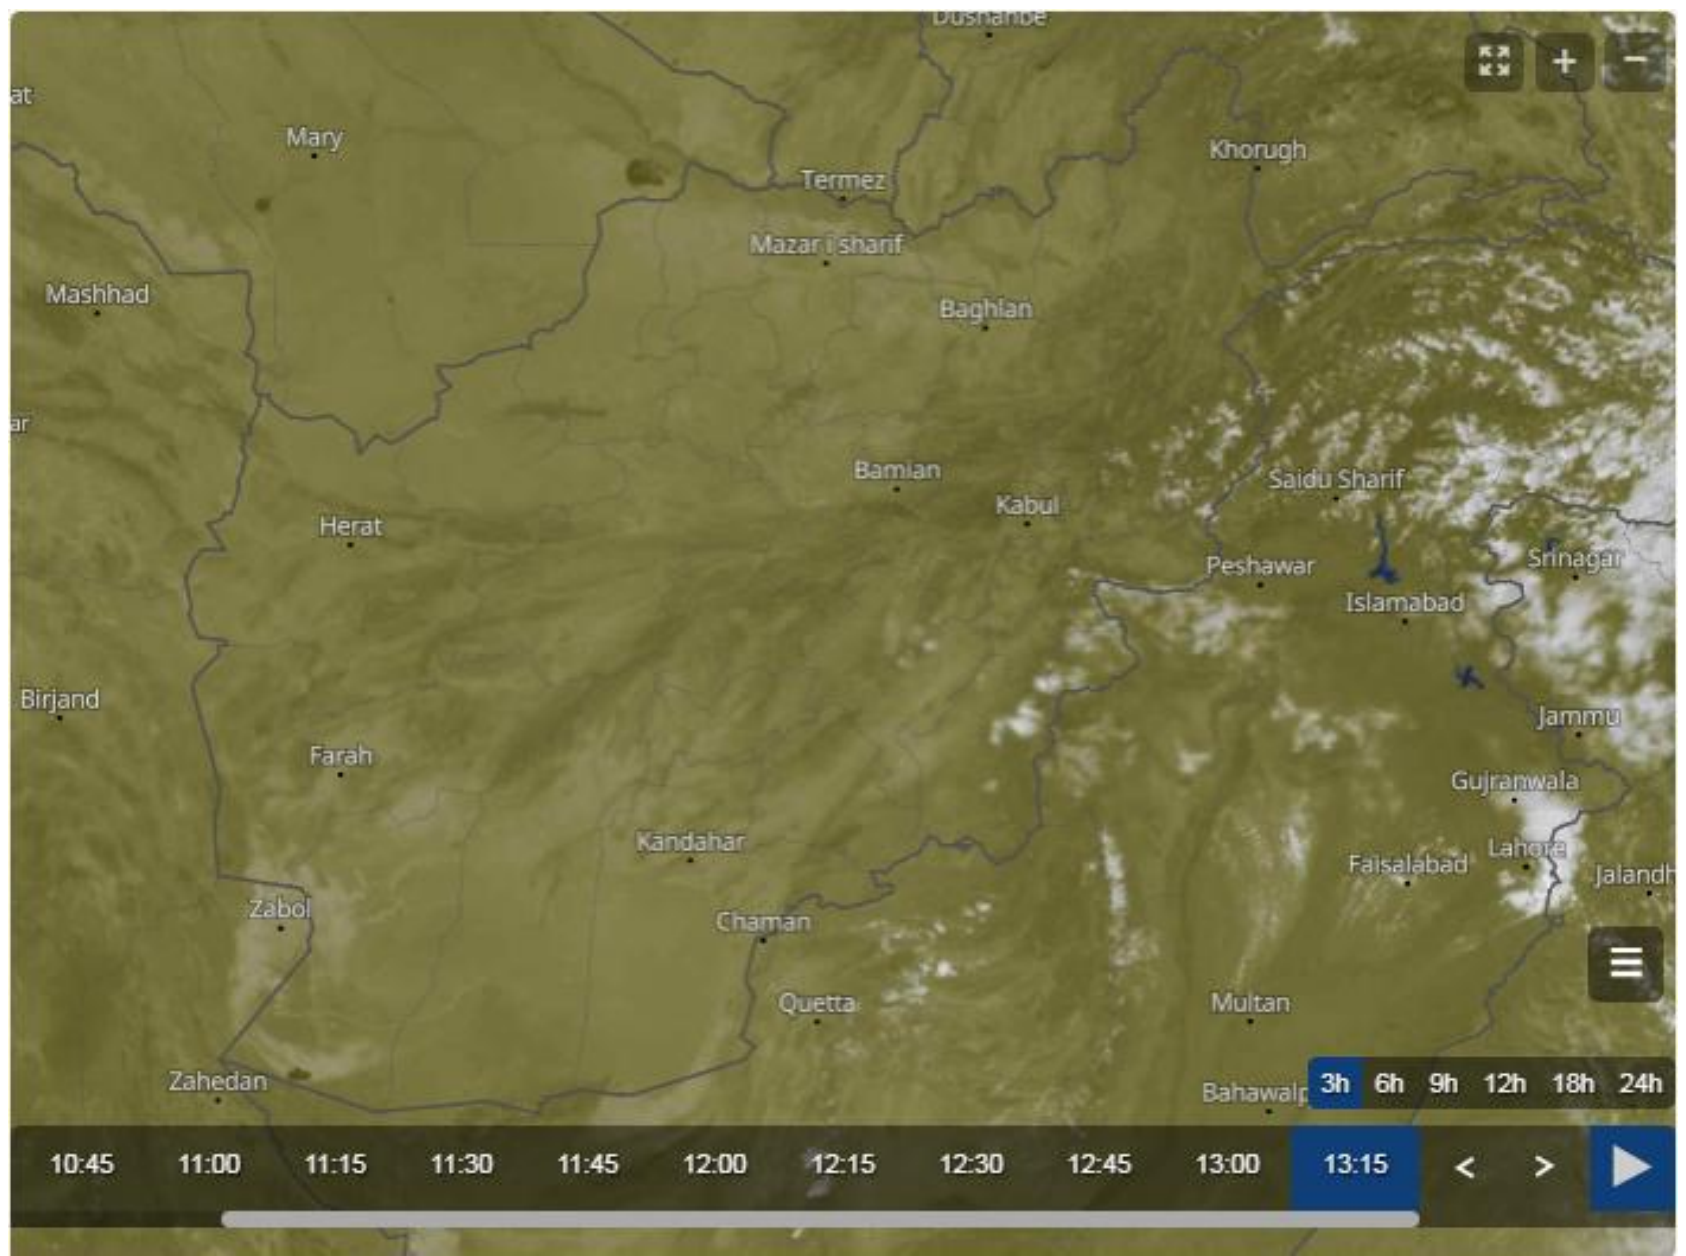 Dushanbe
at
Mary
Khorugh
Termez
Mazar i sharif
Mashhad
Baghlan
ar
Bamian
Saidu Sharif
Kabul
Herat
Srinagar
Peshawar
Islamabad
Birjand
Jammu
Farah
Gujranwala
Kandahar
Lahore
Faisalabad
Jalandh
Zabol
Chaman
Quetta
Multan
Zahedan
Bahawalp
3h 6h 9h 12h 18h 24h
10:45 11:00 11:15 11:30 11:45 12:00 12:15 12:30 12:45 13:00 13:15 < >